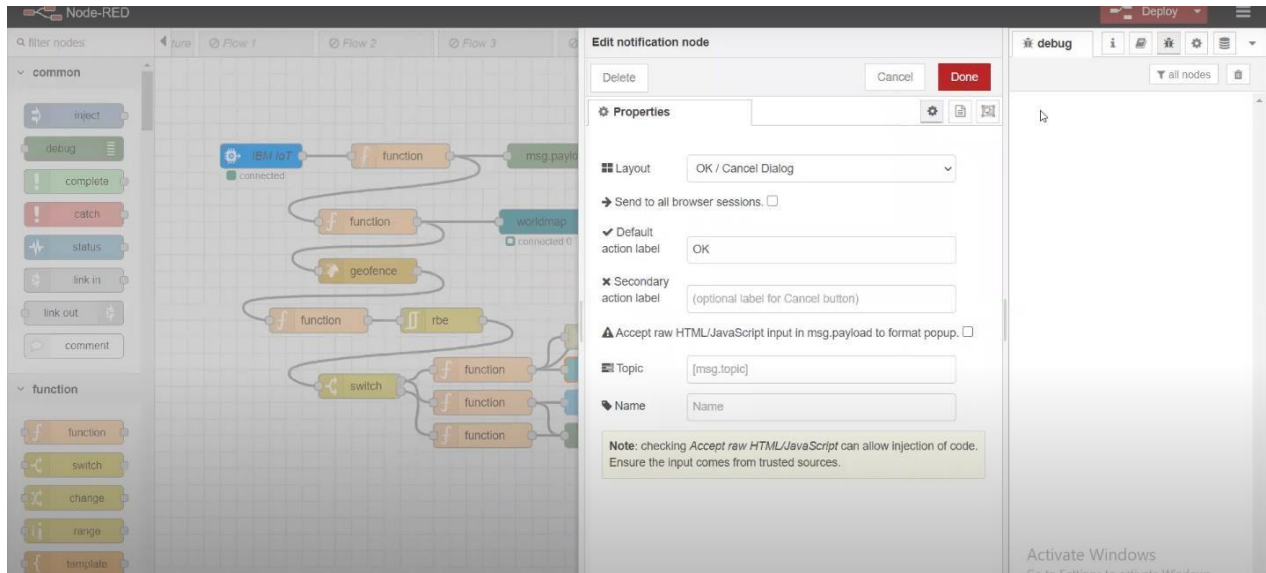 Node-RED
Deploy
filter nodes
Flow 1
Flow 2
Flow 3
common
inject
debug
complete
catch
status
link in
link out
comment
function
function
switch
change
range
template
IBM IoT
connected
function
msg.paylo
function
worldmap
connected 0
geofence
function
rbe
switch
function
function
function
Edit notification node
Delete
Cancel
Done
Properties
Layout
OK / Cancel Dialog
Send to all browser sessions.
Default
action label
OK
Secondary
action label
(optional label for Cancel button)
Accept raw HTML/JavaScript input in msg.payload to format popup.
Topic
[msg.topic]
Name
Name
Note: checking Accept raw HTML/JavaScript can allow injection of code.
Ensure the input comes from trusted sources.
debug
i
all nodes
Activate Windows